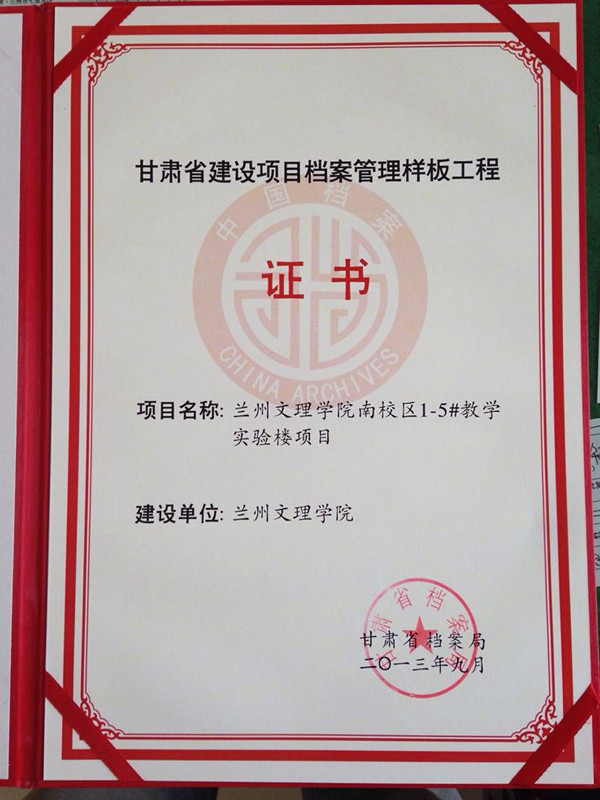 甘肃省建设项目档案管理样板工程
中国档案
证书
CHINA ARCHIVES
项目名称: 兰州文理学院南校区1-5#教学
实验楼项目
建设单位: 兰州文理学院
甘肃省档案局
甘肃省档案局
二〇一三年九月